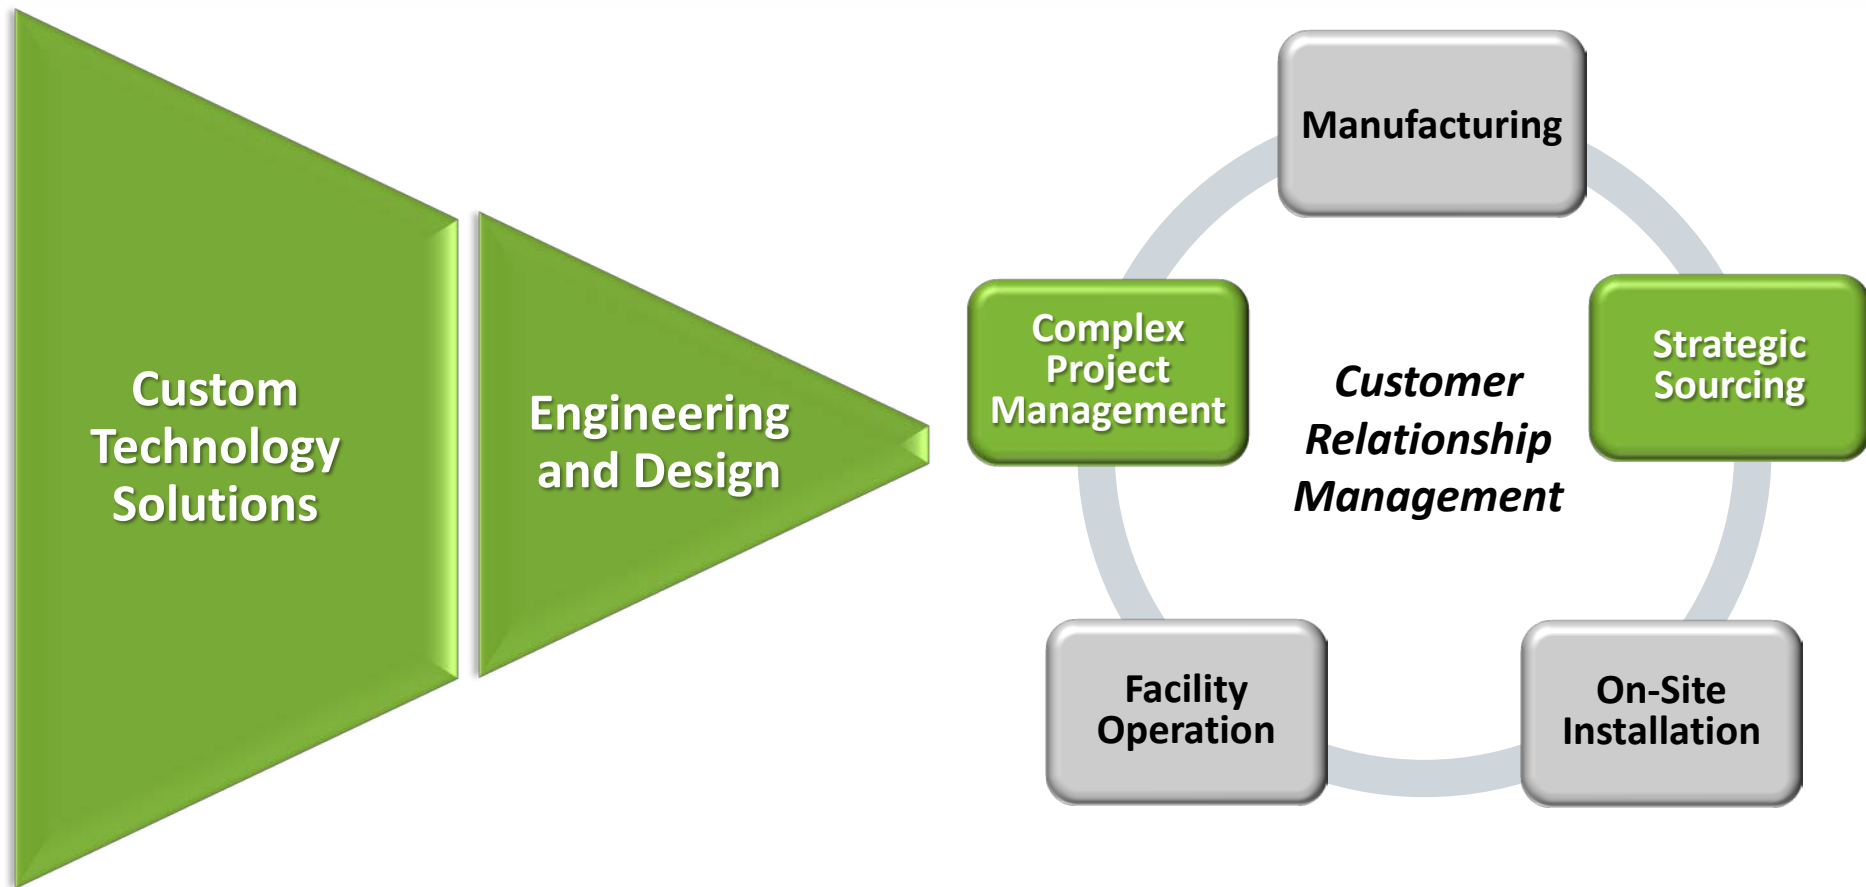 Custom
Technology
Solutions
Engineering
and Design
Manufacturing
Complex
Project
Management
Strategic
Sourcing
Customer
Relationship
Management
Facility
Operation
On-Site
Installation